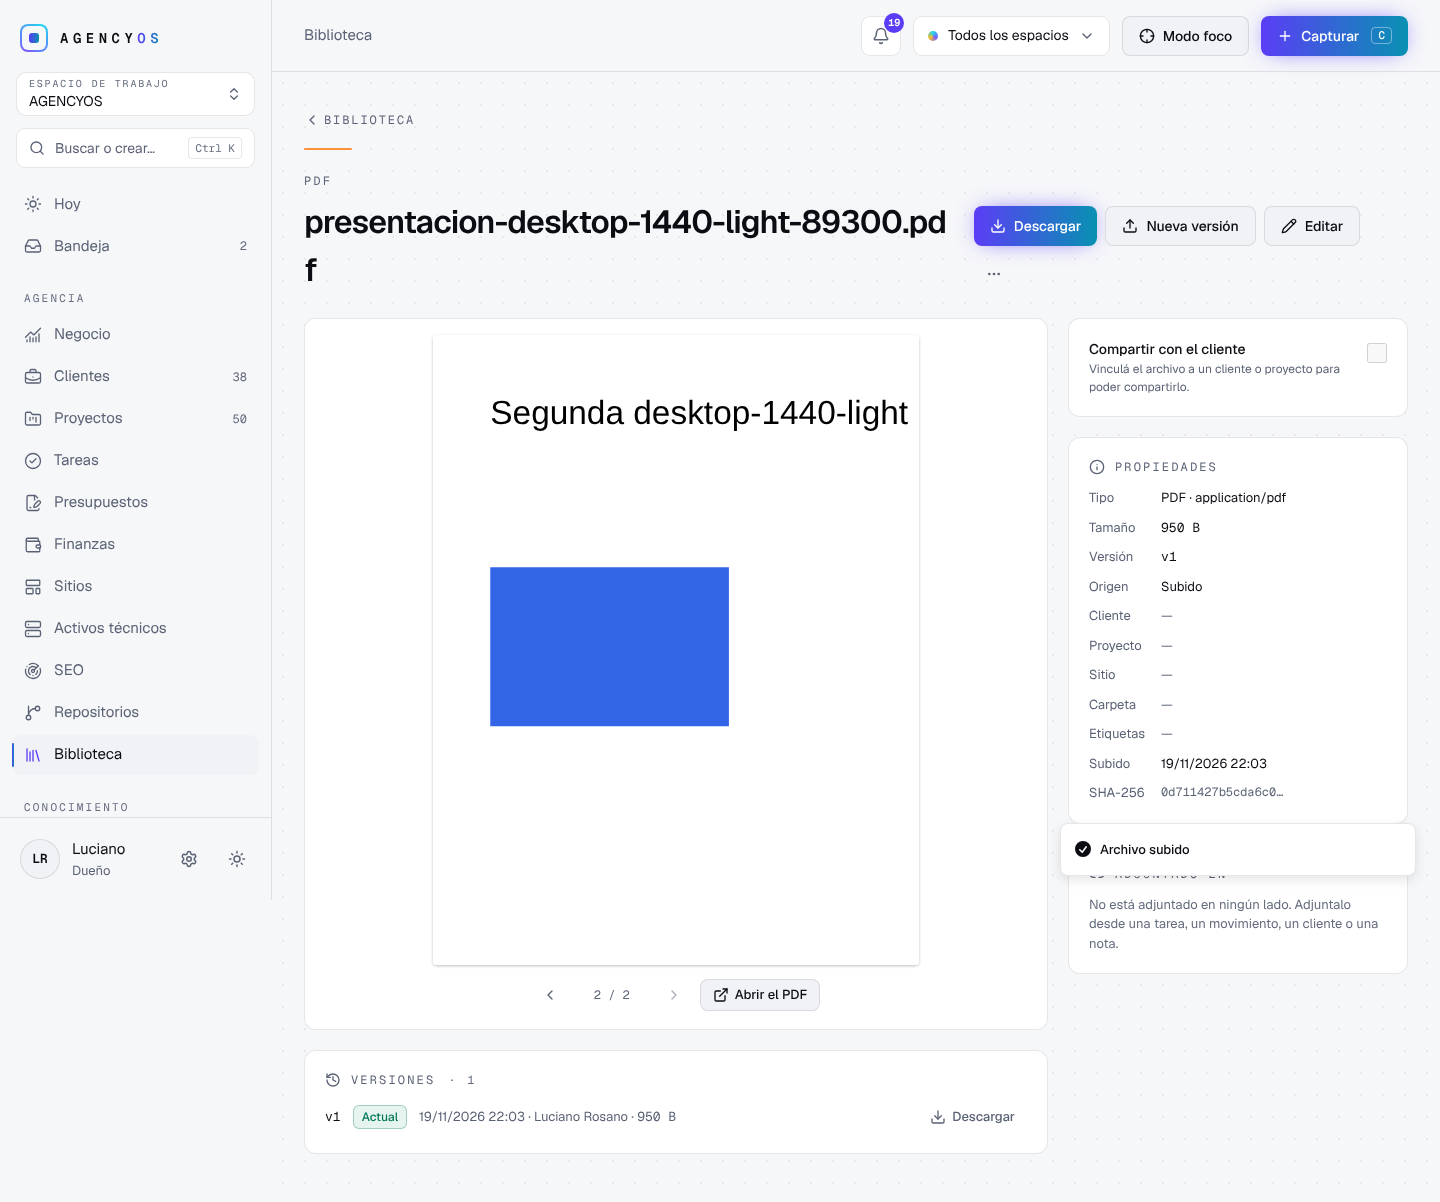 AGENCYOS
ESPACIO DE TRABAJO
AGENCYOS
Buscar o crear...
Ctrl K
Hoy
Bandeja 2
AGENCIA
Negocio
Clientes 38
Proyectos 50
Tareas
Presupuestos
Finanzas
Sitios
Activos técnicos
SEO
Repositorios
Biblioteca
CONOCIMIENTO
LR
Luciano
Dueño
Biblioteca
19
Todos los espacios
Modo foco
Capturar C
BIBLIOTECA
PDF
presentacion-desktop-1440-light-89300.pd
f
Descargar
Nueva versión
Editar
...
Segunda desktop-1440-light
2 / 2
Abrir el PDF
VERSIONES · 1
v1 Actual 19/11/2026 22:03 · Luciano Rosano · 950 B
Descargar
Compartir con el cliente
Vinculá el archivo a un cliente o proyecto para
poder compartirlo.
PROPIEDADES
Tipo PDF · application/pdf
Tamaño 950 B
Versión v1
Origen Subido
Cliente —
Proyecto —
Sitio —
Carpeta —
Etiquetas —
Subido 19/11/2026 22:03
SHA-256 0d711427b5cda6c0…
Archivo subido
No está adjuntado en ningún lado. Adjuntalo
desde una tarea, un movimiento, un cliente o una
nota.